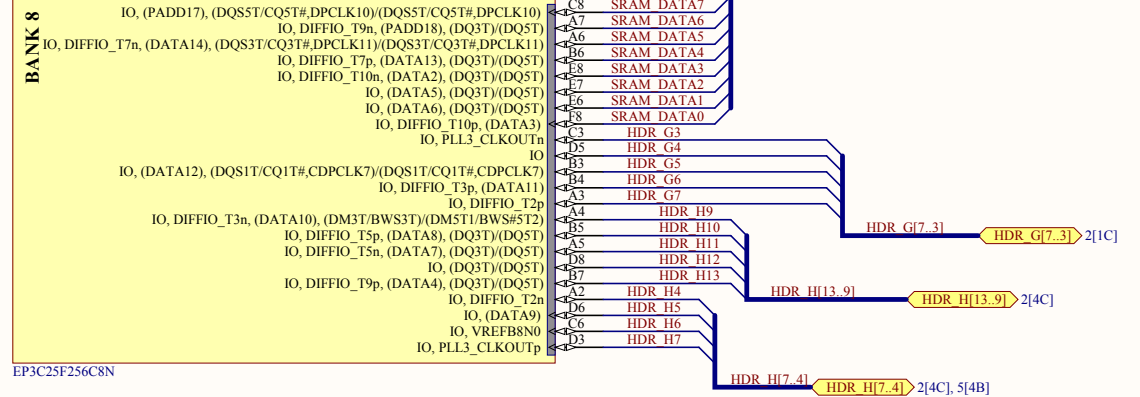 BANK 8
IO, (PADD17), (DQS5T/CQ5T#,DPCLK10)/(DQS5T/CQ5T#,DPCLK10) C8 SRAM_DATA7
IO, DIFFIO_T9n, (PADD18), (DQ3T)/(DQ5T) A7 SRAM_DATA6
IO, DIFFIO_T7n, (DATA14), (DQS3T/CQ3T#,DPCLK11)/(DQS3T/CQ3T#,DPCLK11) A6 SRAM_DATA5
IO, DIFFIO_T7p, (DATA13), (DQ3T)/(DQ5T) B6 SRAM_DATA4
IO, DIFFIO_T10n, (DATA2), (DQ3T)/(DQ5T) E8 SRAM_DATA3
IO, (DATA5), (DQ3T)/(DQ5T) E7 SRAM_DATA2
IO, (DATA6), (DQ3T)/(DQ5T) E6 SRAM_DATA1
IO, DIFFIO_T10p, (DATA3) F8 SRAM_DATA0
IO, PLL3_CLKOUTn C3 HDR_G3
IO D5 HDR_G4
IO, (DATA12), (DQS1T/CQ1T#,CDPCLK7)/(DQS1T/CQ1T#,CDPCLK7) B3 HDR_G5
IO, DIFFIO_T3p, (DATA11) B4 HDR_G6
IO, DIFFIO_T2p A3 HDR_G7
IO, DIFFIO_T3n, (DATA10), (DM3T/BWS3T)/(DM5T1/BWS#5T2) A4 HDR_H9
IO, DIFFIO_T5p, (DATA8), (DQ3T)/(DQ5T) B5 HDR_H10 HDR_G[7..3] HDR_G[7..3] 2[1C]
IO, DIFFIO_T5n, (DATA7), (DQ3T)/(DQ5T) A5 HDR_H11
IO, (DQ3T)/(DQ5T) D8 HDR_H12
IO, DIFFIO_T9p, (DATA4), (DQ3T)/(DQ5T) B7 HDR_H13
IO, DIFFIO_T2n A2 HDR_H4 HDR_H[13..9] HDR_H[13..9] 2[4C]
IO, (DATA9) D6 HDR_H5
IO, VREFB8N0 C6 HDR_H6
IO, PLL3_CLKOUTp D3 HDR_H7
EP3C25F256C8N
HDR_H[7..4] HDR_H[7..4] 2[4C], 5[4B]